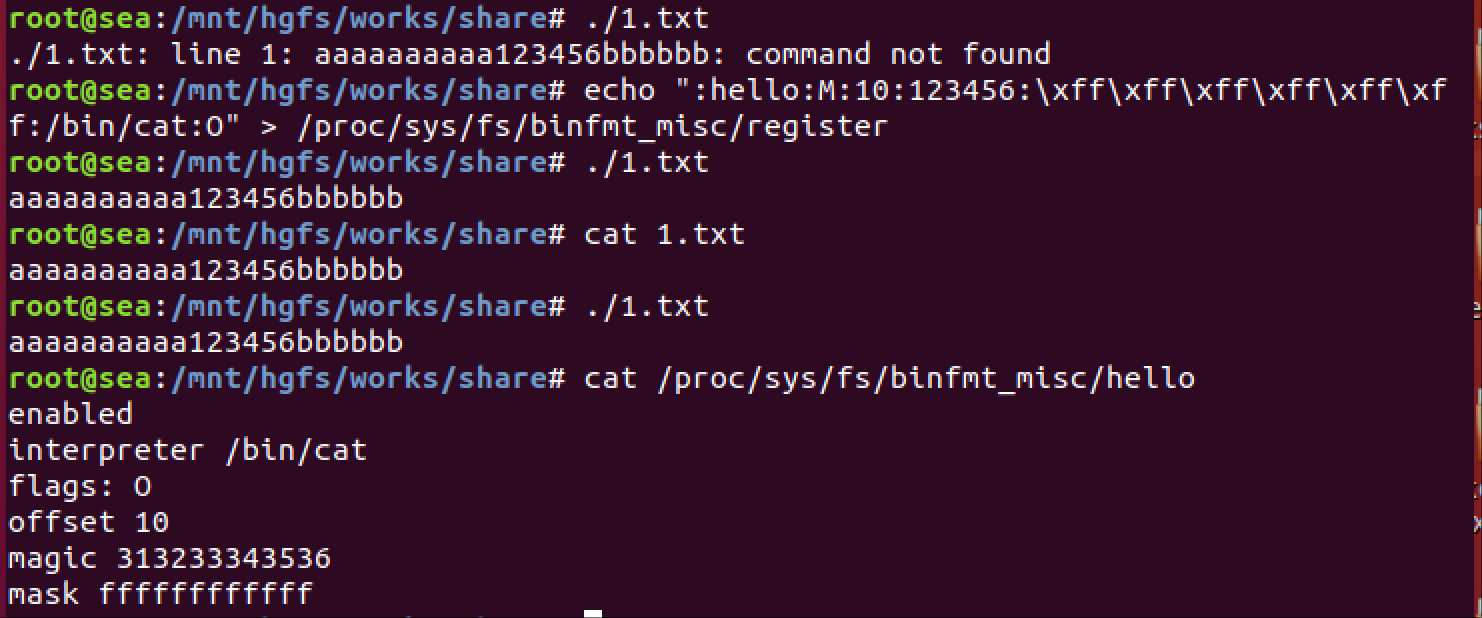 root@sea:/mnt/hgfs/works/share# ./1.txt
./1.txt: line 1: aaaaaaaaaa123456bbbbbb: command not found
root@sea:/mnt/hgfs/works/share# echo ":hello:M:10:123456:\xff\xff\xff\xff\xff\xf
f:/bin/cat:O" > /proc/sys/fs/binfmt_misc/register
root@sea:/mnt/hgfs/works/share# ./1.txt
aaaaaaaaaa123456bbbbbb
root@sea:/mnt/hgfs/works/share# cat 1.txt
aaaaaaaaaa123456bbbbbb
root@sea:/mnt/hgfs/works/share# ./1.txt
aaaaaaaaaa123456bbbbbb
root@sea:/mnt/hgfs/works/share# cat /proc/sys/fs/binfmt_misc/hello
enabled
interpreter /bin/cat
flags: O
offset 10
magic 313233343536
mask ffffffffffff